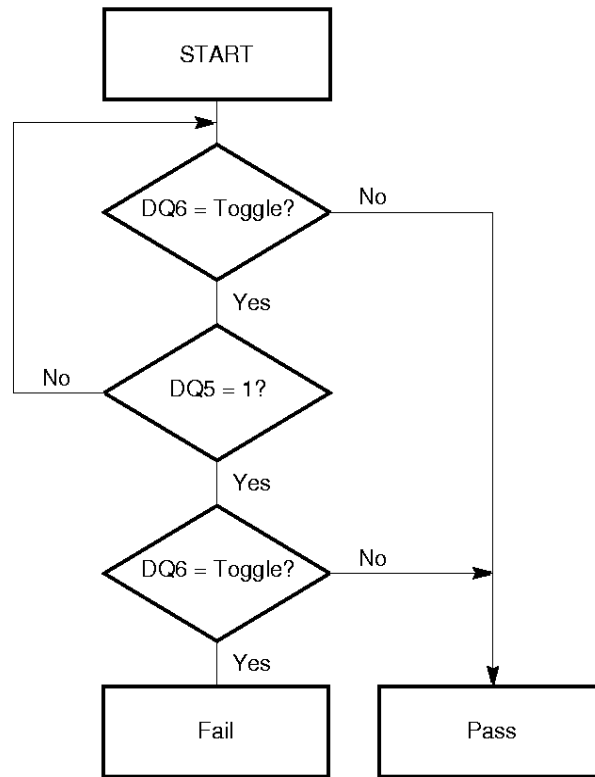 START
DQ6 = Toggle?
No
Yes
No
DQ5 = 1?
Yes
DQ6 = Toggle?
No
Yes
Fail
Pass